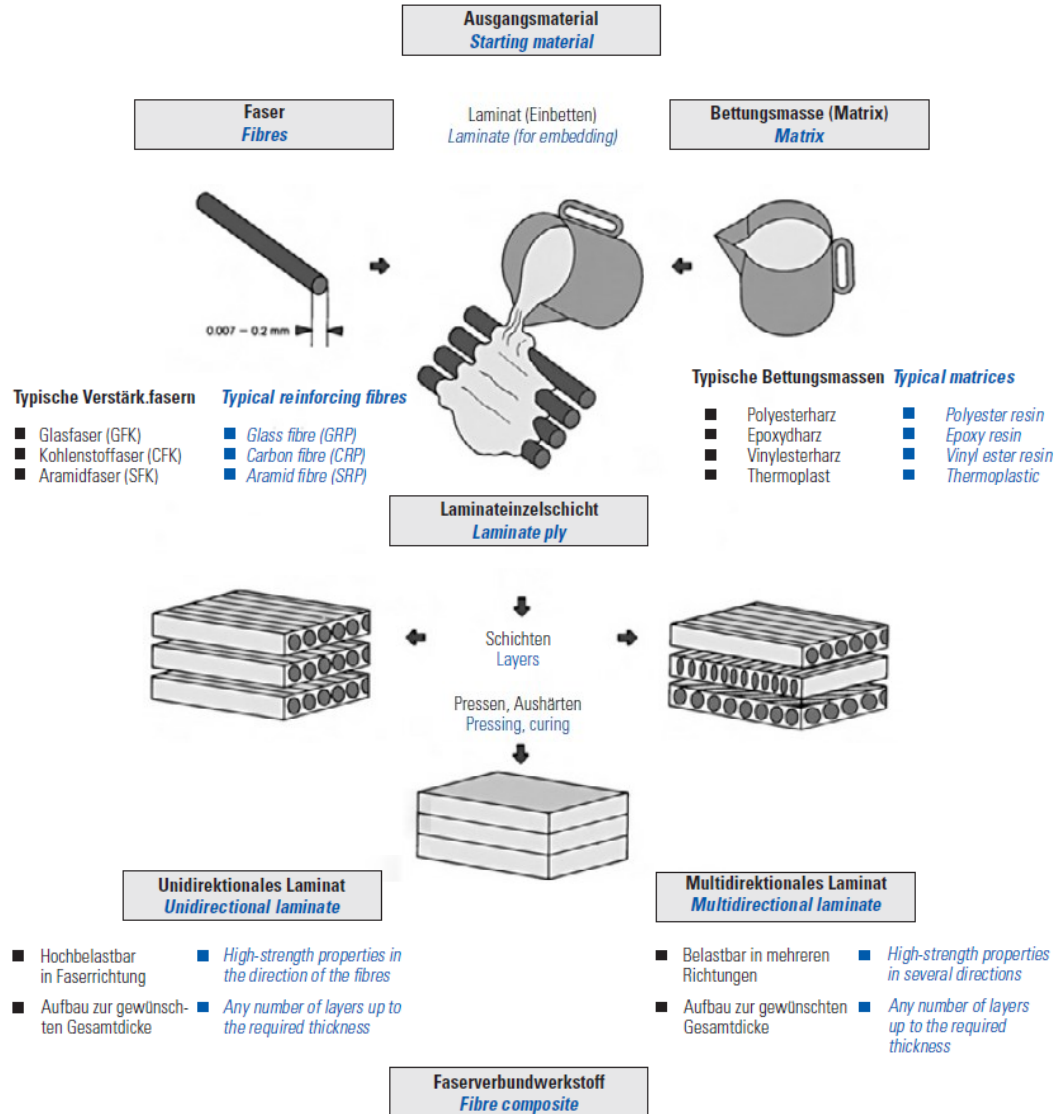 Ausgangsmaterial
Starting material
Faser
Fibres
Laminat (Einbetten)
Laminate (for embedding)
Bettungsmasse (Matrix)
Matrix
0.007 – 0.2 mm
Typische Verstärk.fasern
Typical reinforcing fibres
Glasfaser (GFK)
Kohlenstoffaser (CFK)
Aramidfaser (SFK)
Glass fibre (GRP)
Carbon fibre (CRP)
Aramid fibre (SRP)
Typische Bettungsmassen
Typical matrices
Polyesterharz
Epoxydharz
Vinylesterharz
Thermoplast
Polyester resin
Epoxy resin
Vinyl ester resin
Thermoplastic
Laminateinzelschicht
Laminate ply
Schichten
Layers
Pressen, Aushärten
Pressing, curing
Unidirektionales Laminat
Unidirectional laminate
Hochbelastbar
in Faserrichtung
Aufbau zur gewünsch-
ten Gesamtdicke
High-strength properties in
the direction of the fibres
Any number of layers up to
the required thickness
Multidirektionales Laminat
Multidirectional laminate
Belastbar in mehreren
Richtungen
Aufbau zur gewünschten
Gesamtdicke
High-strength properties
in several directions
Any number of layers
up to the required
thickness
Faserverbundwerkstoff
Fibre composite